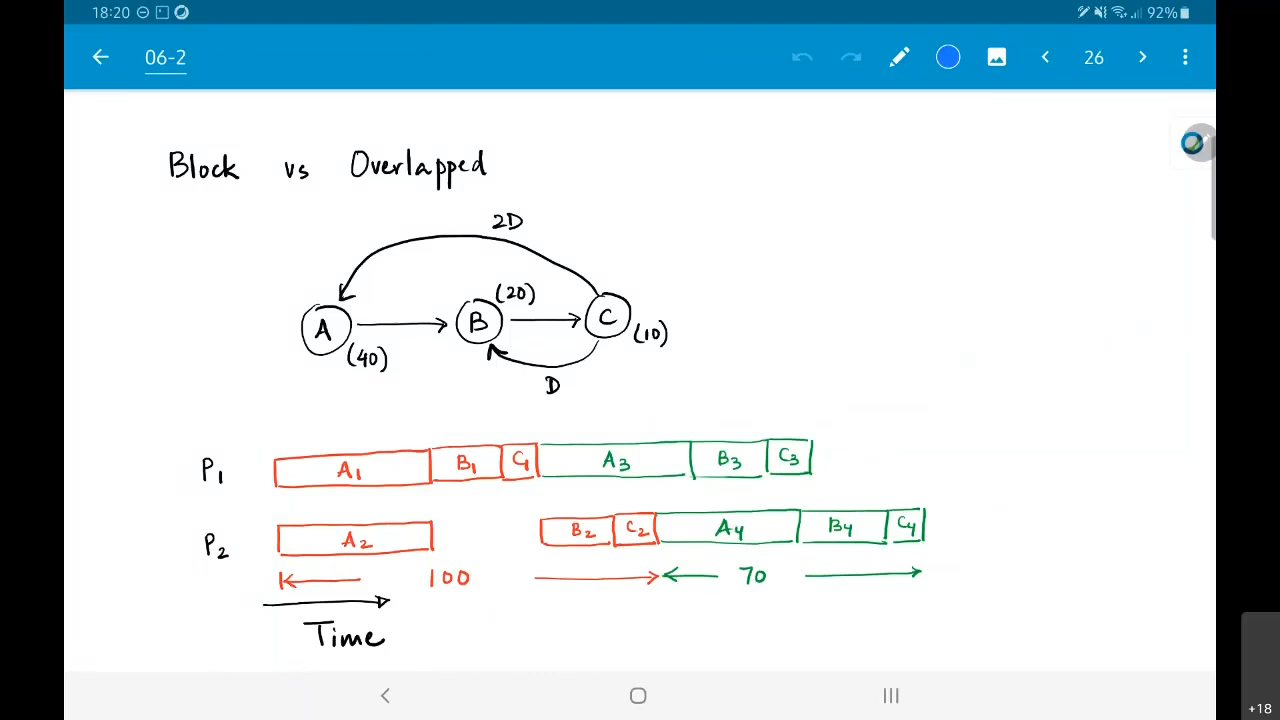 18:20 92%
06-2 26
Block vs Overlapped
2D
A (40) B (20) C (10)
D
P1 A1 B1 C1 A3 B3 C3
P2 A2 B2 C2 A4 B4 C4
100 70
Time
+18